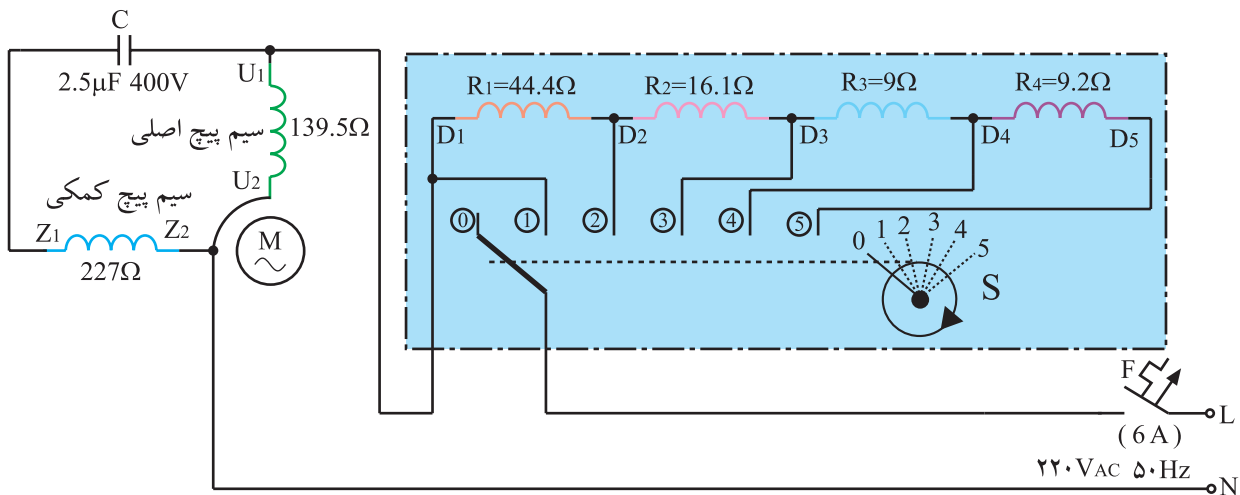 C
2.5μF 400V
U1
سیم پیچ اصلی
139.5Ω
U2
سیم پیچ کمکی
Z1
Z2
227Ω
M
R1=44.4Ω
R2=16.1Ω
R3=9Ω
R4=9.2Ω
D1
D2
D3
D4
D5
0
1
2
3
4
5
0 1 2 3 4 5
S
F
L
(6A)
۲۲۰VAC ۵۰Hz
N